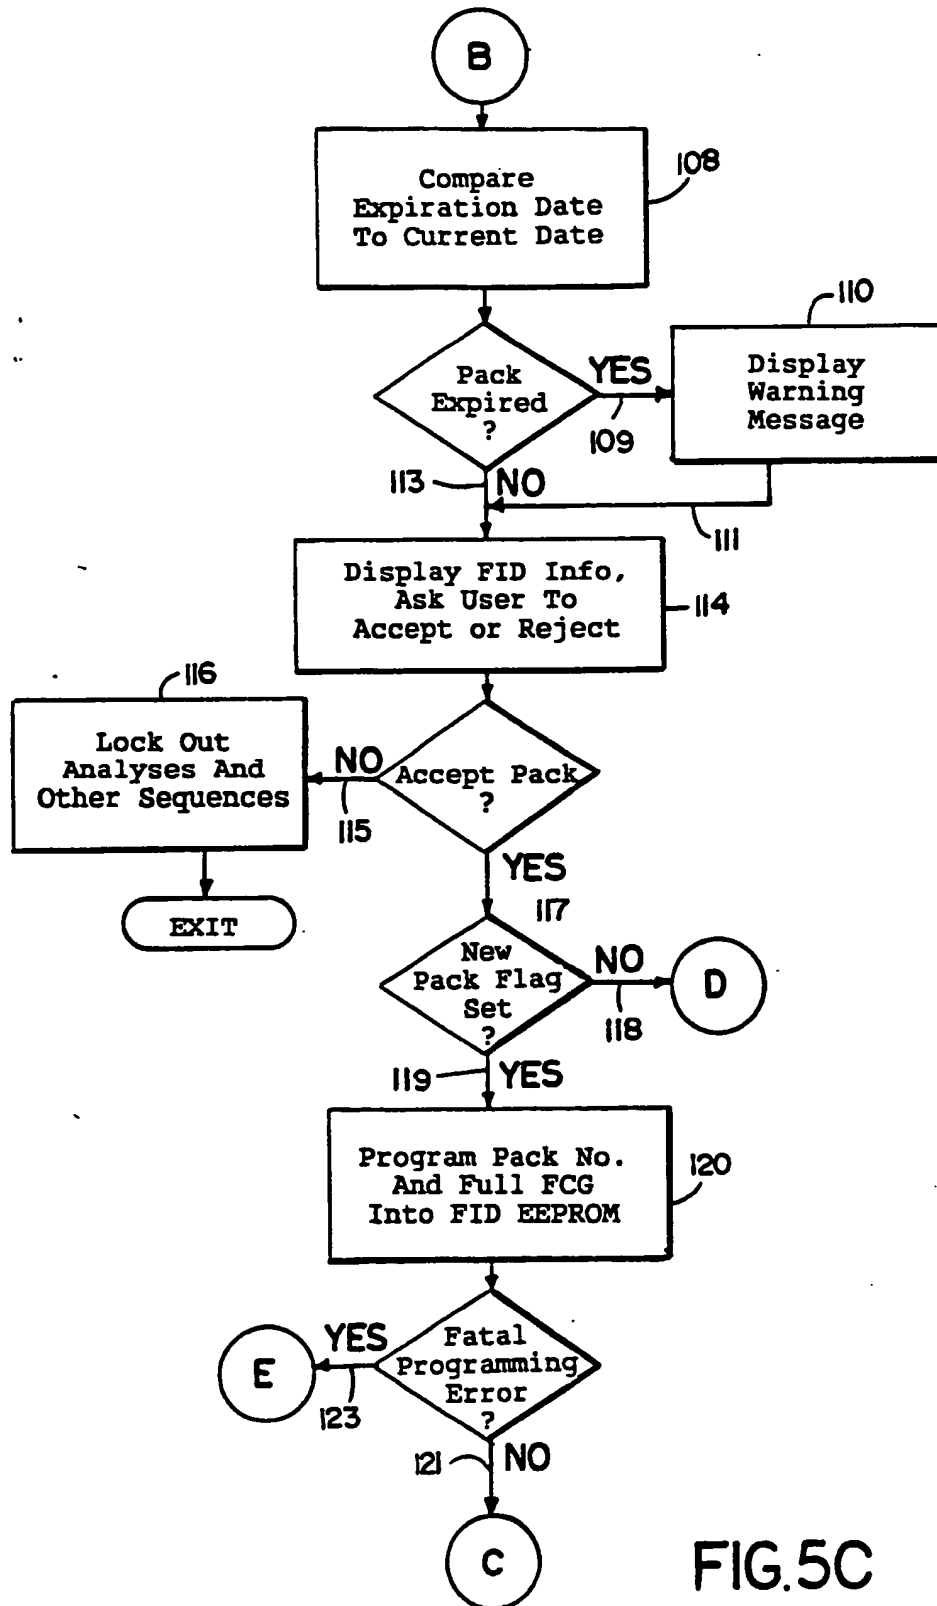 B
Compare
Expiration Date
To Current Date
108
110
Pack
Expired
?
YES
109
Display
Warning
Message
113
NO
111
Display FID Info,
Ask User To
Accept or Reject
114
116
Lock Out
Analyses And
Other Sequences
NO
115
Accept Pack
?
EXIT
YES
117
New
Pack Flag
Set
?
NO
118
D
119
YES
Program Pack No.
And Full FCG
Into FID EEPROM
120
E
YES
123
Fatal
Programming
Error
?
121
NO
C
FIG.5C